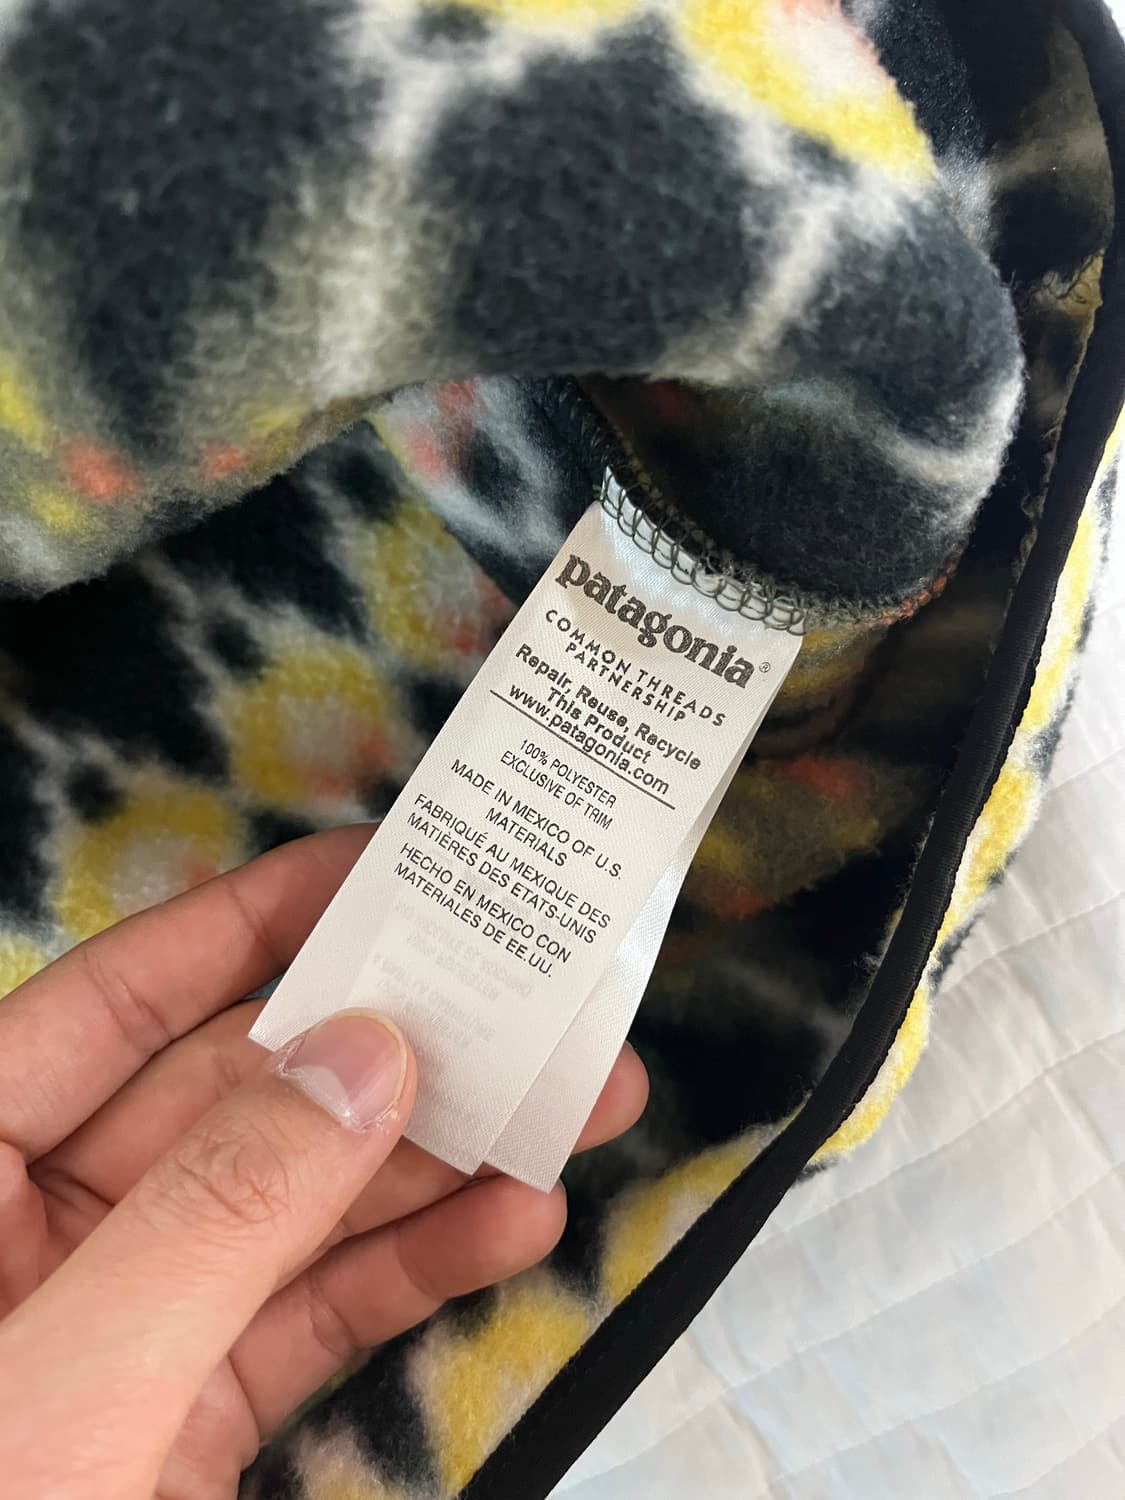 patagonia®
COMMON THREADS
PARTNERSHIP
Repair, Reuse, Recycle
This Product
www.patagonia.com
100% POLYESTER
EXCLUSIVE OF TRIM
MADE IN MEXICO OF U.S.
MATERIALS
FABRIQUÉ AU MEXIQUE DES
MATIÈRES DES ETATS-UNIS
HECHO EN MEXICO CON
MATERIALES DE EE.UU.